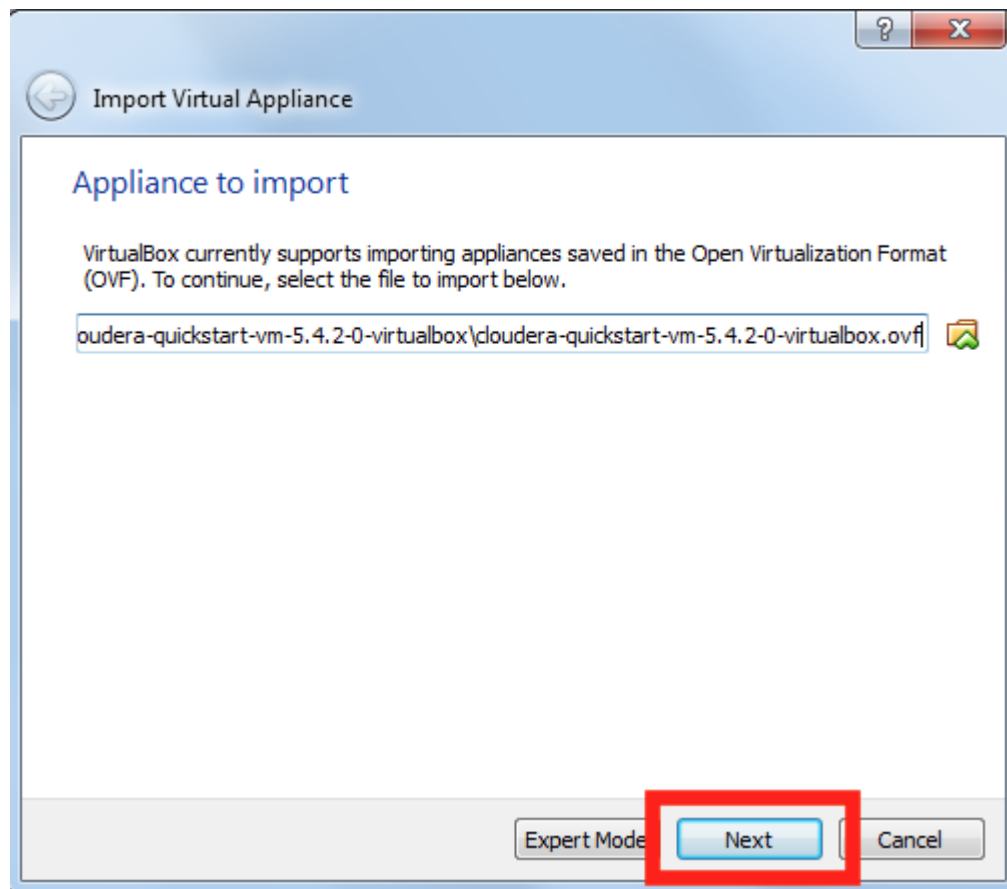 ?
x
Import Virtual Appliance
Appliance to import
VirtualBox currently supports importing appliances saved in the Open Virtualization Format
(OVF). To continue, select the file to import below.
oudera-quickstart-vm-5.4.2-0-virtualbox\cloudera-quickstart-vm-5.4.2-0-virtualbox.ovf
Expert Mode Next Cancel